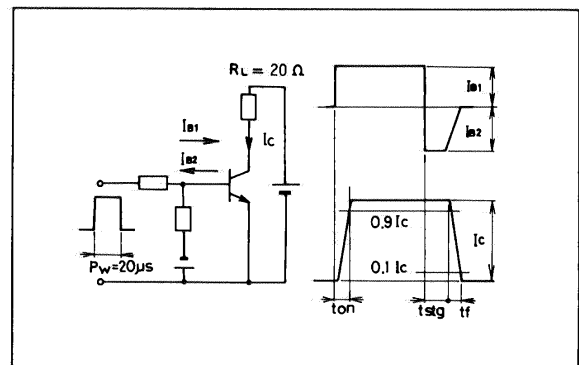 RL = 20 Ω
IB1
IB2
Ic
PW=20µs
IB1
IB2
0.9 Ic
0.1 Ic
Ic
ton
tstg
tf